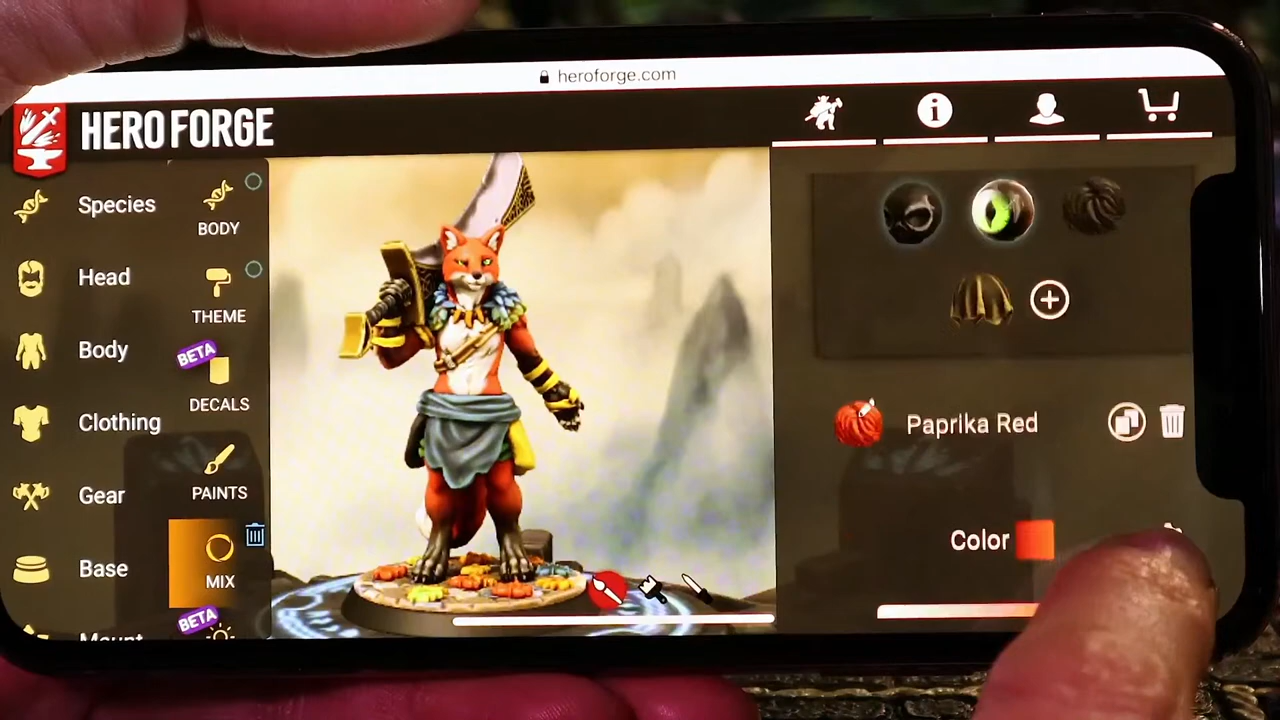 heroforge.com
HERO FORGE
Species
Head
Body
Clothing
Gear
Base
BODY
THEME
BETA
DECALS
PAINTS
MIX
BETA
Paprika Red
Color